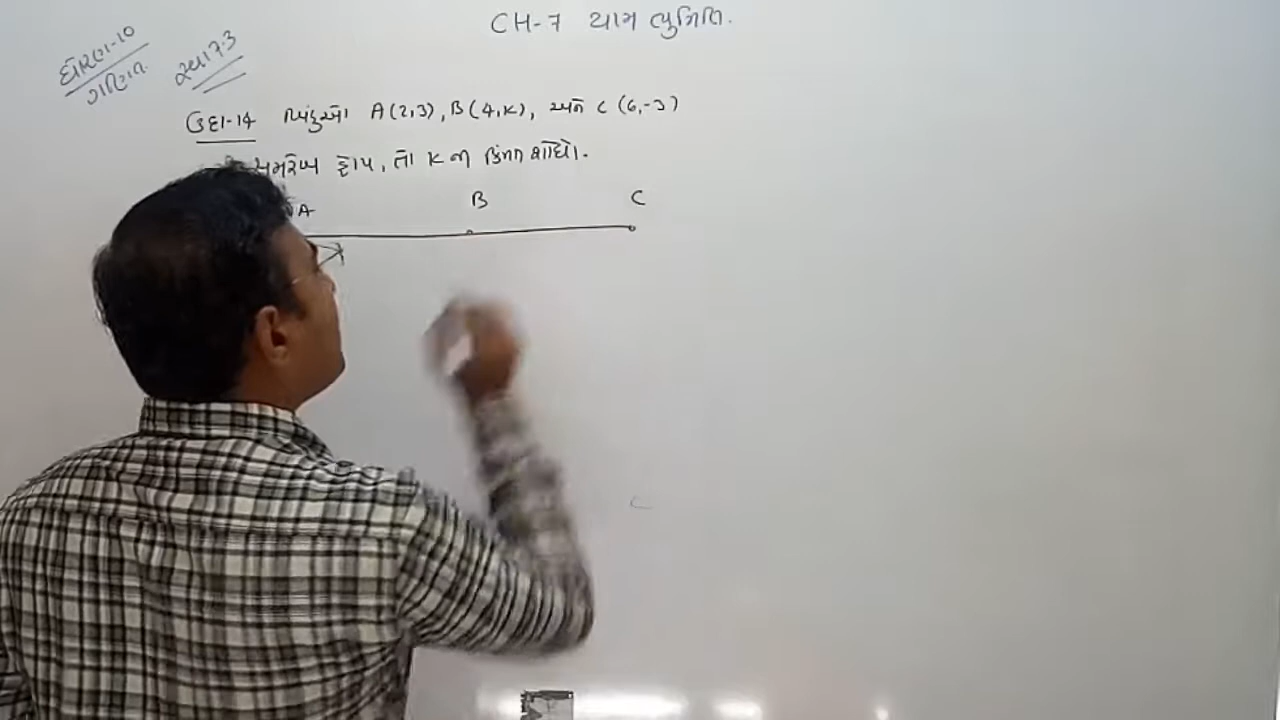 CH-7 યામ ભૂમિતિ.
ધોરણ-10
ગણિત
સ્વા 7.3
ઉદા-14 બિંદુઓ A(2,3), B(4,K), અને C(6,-3)
સમરેખ હોય, તો K ની કિંમત શોધો.
A B C